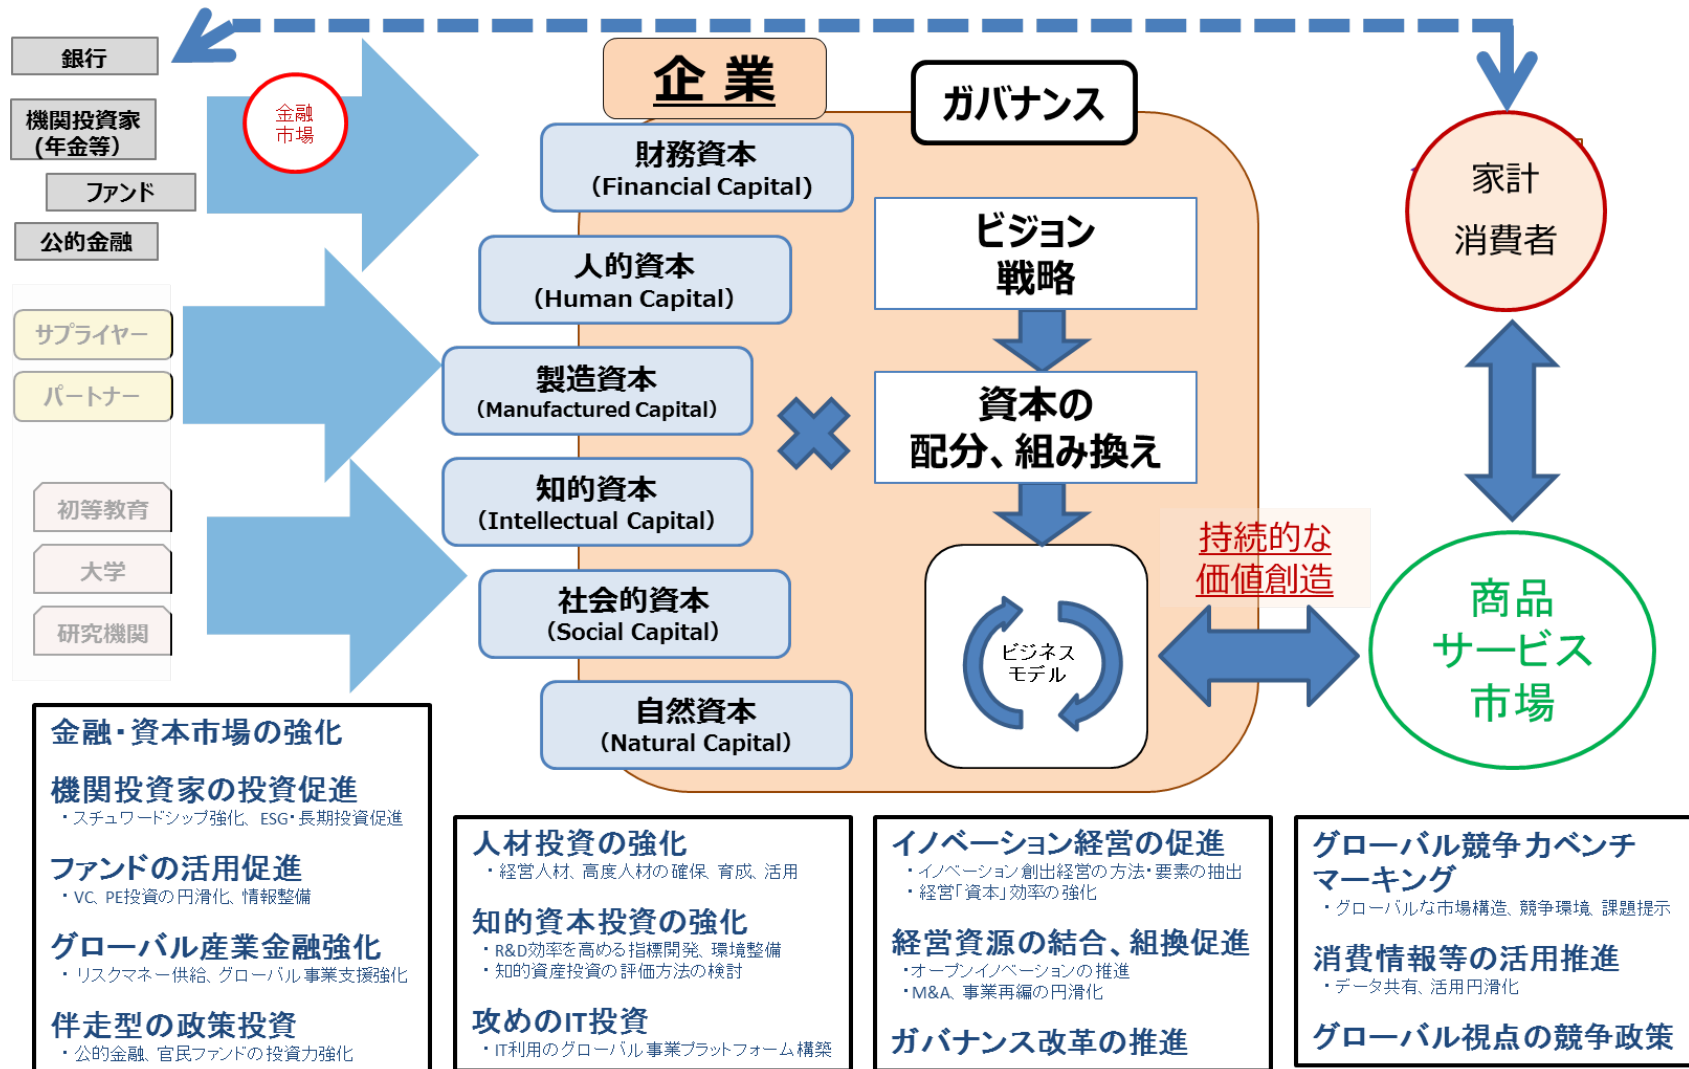 銀行
機関投資家
(年金等)
ファンド
公的金融
サプライヤー
パートナー
初等教育
大学
研究機関
金融
市場
企業
ガバナンス
財務資本
(Financial Capital)
人的資本
(Human Capital)
製造資本
(Manufactured Capital)
知的資本
(Intellectual Capital)
社会的資本
(Social Capital)
自然資本
(Natural Capital)
ビジョン
戦略
資本の
配分、組み換え
ビジネス
モデル
持続的な
価値創造
家計
消費者
商品
サービス
市場
金融・資本市場の強化
機関投資家の投資促進
・スチュワードシップ強化、ESG・長期投資促進
ファンドの活用促進
・VC、PE投資の円滑化、情報整備
グローバル産業金融強化
・リスクマネー供給、グローバル事業支援強化
伴走型の政策投資
・公的金融、官民ファンドの投資力強化
人材投資の強化
・経営人材、高度人材の確保、育成、活用
知的資本投資の強化
・R&D効率を高める指標開発、環境整備
・知的資産投資の評価方法の検討
攻めのIT投資
・IT利用のグローバル事業プラットフォーム構築
イノベーション経営の促進
・イノベーション創出経営の方法・要素の抽出
・経営「資本」効率の強化
経営資源の結合、組換促進
・オープンイノベーションの推進
・M&A、事業再編の円滑化
ガバナンス改革の推進
グローバル競争力ベンチ
マーキング
・グローバルな市場構造、競争環境、課題提示
消費情報等の活用推進
・データ共有、活用円滑化
グローバル視点の競争政策